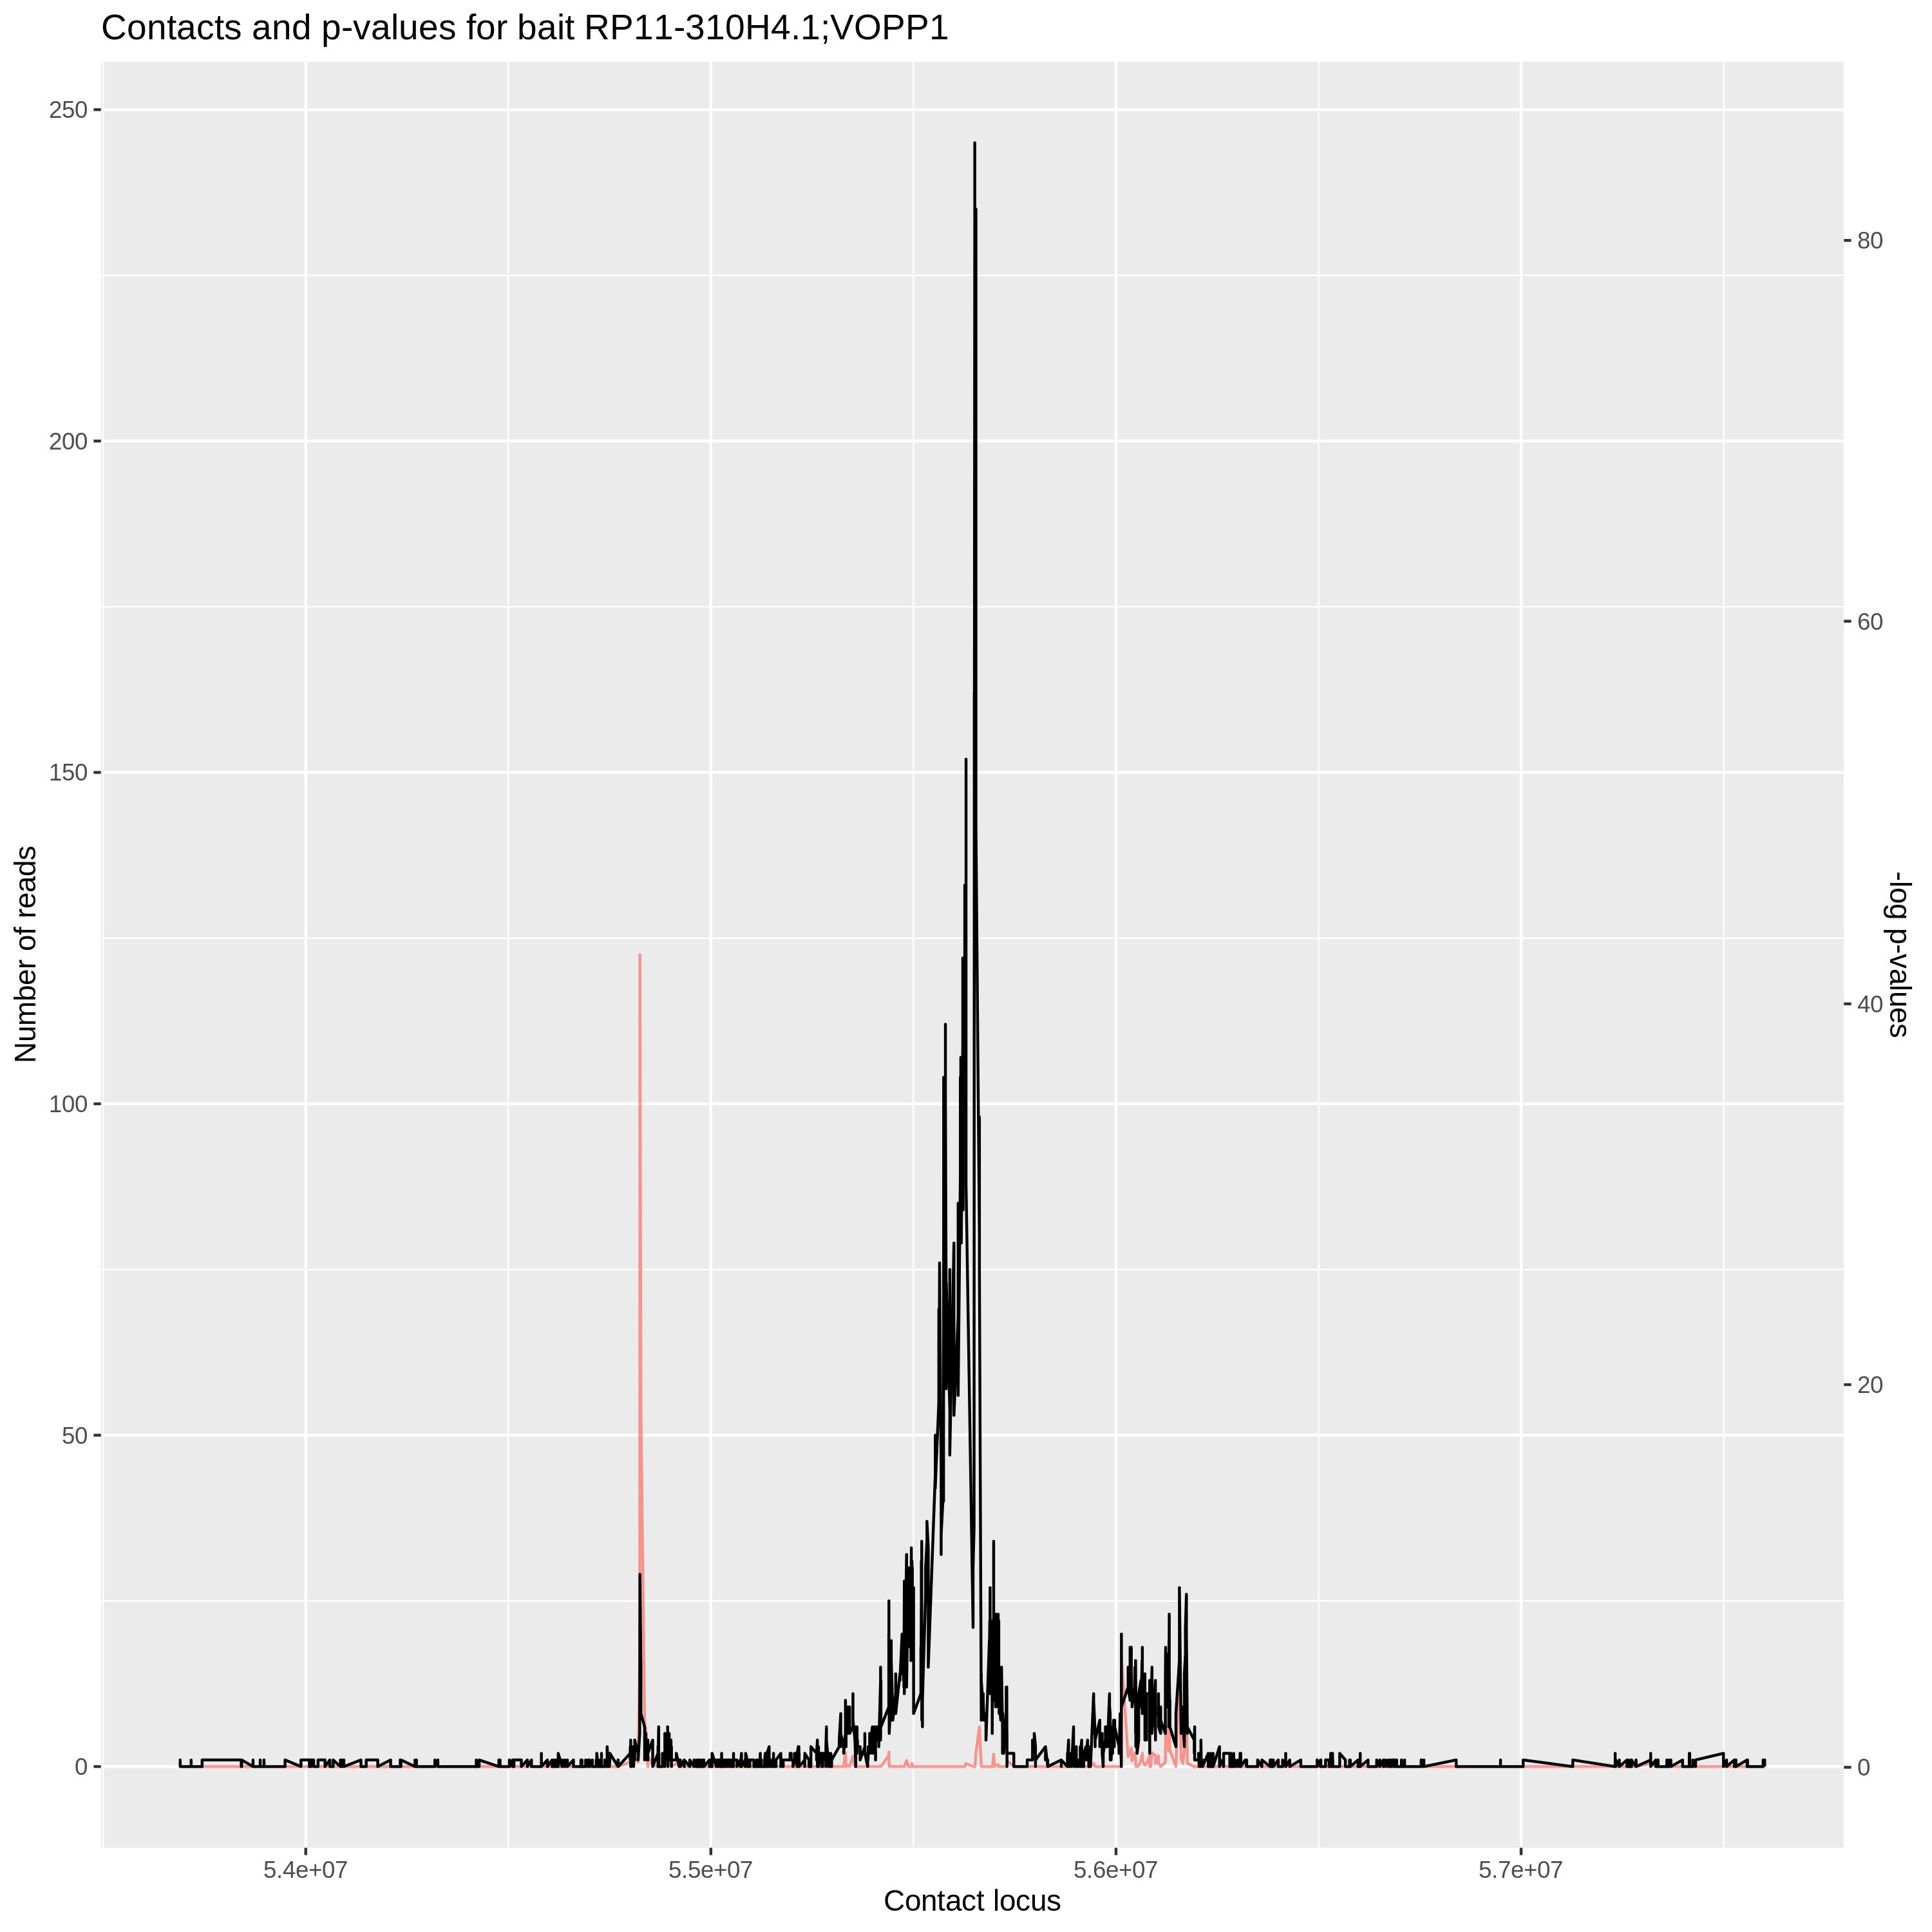 Contacts and p-values for bait RP11-310H4.1;VOPP1
250
200
150
100
50
0
Number of reads
80
60
40
20
0
-log p-values
5.4e+07
5.5e+07
5.6e+07
5.7e+07
Contact locus